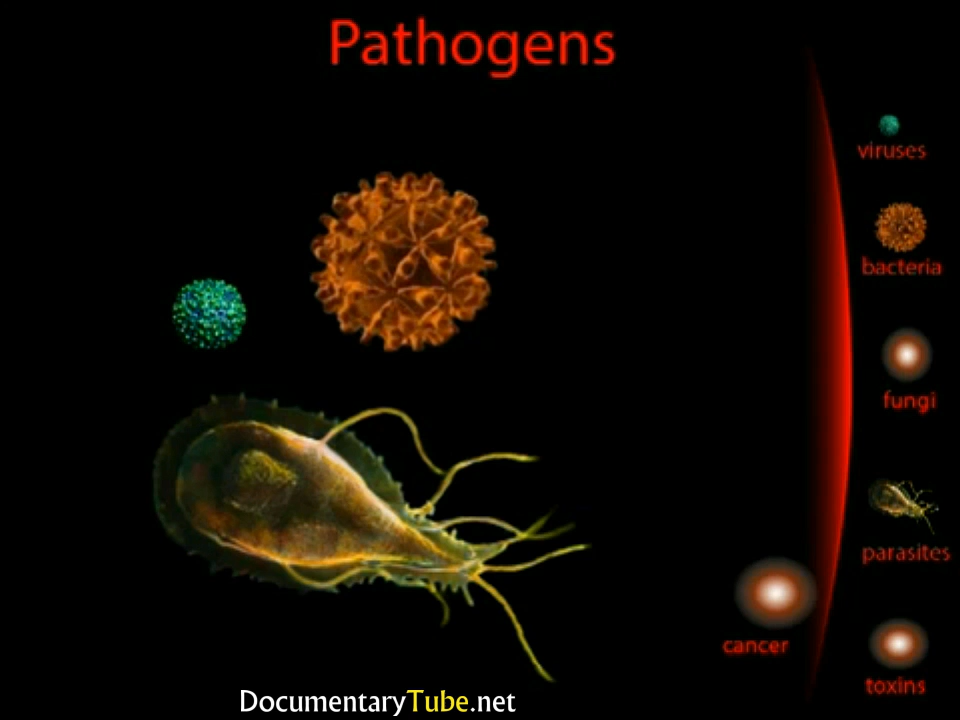 Pathogens
viruses
bacteria
fungi
parasites
cancer
toxins
DocumentaryTube.net